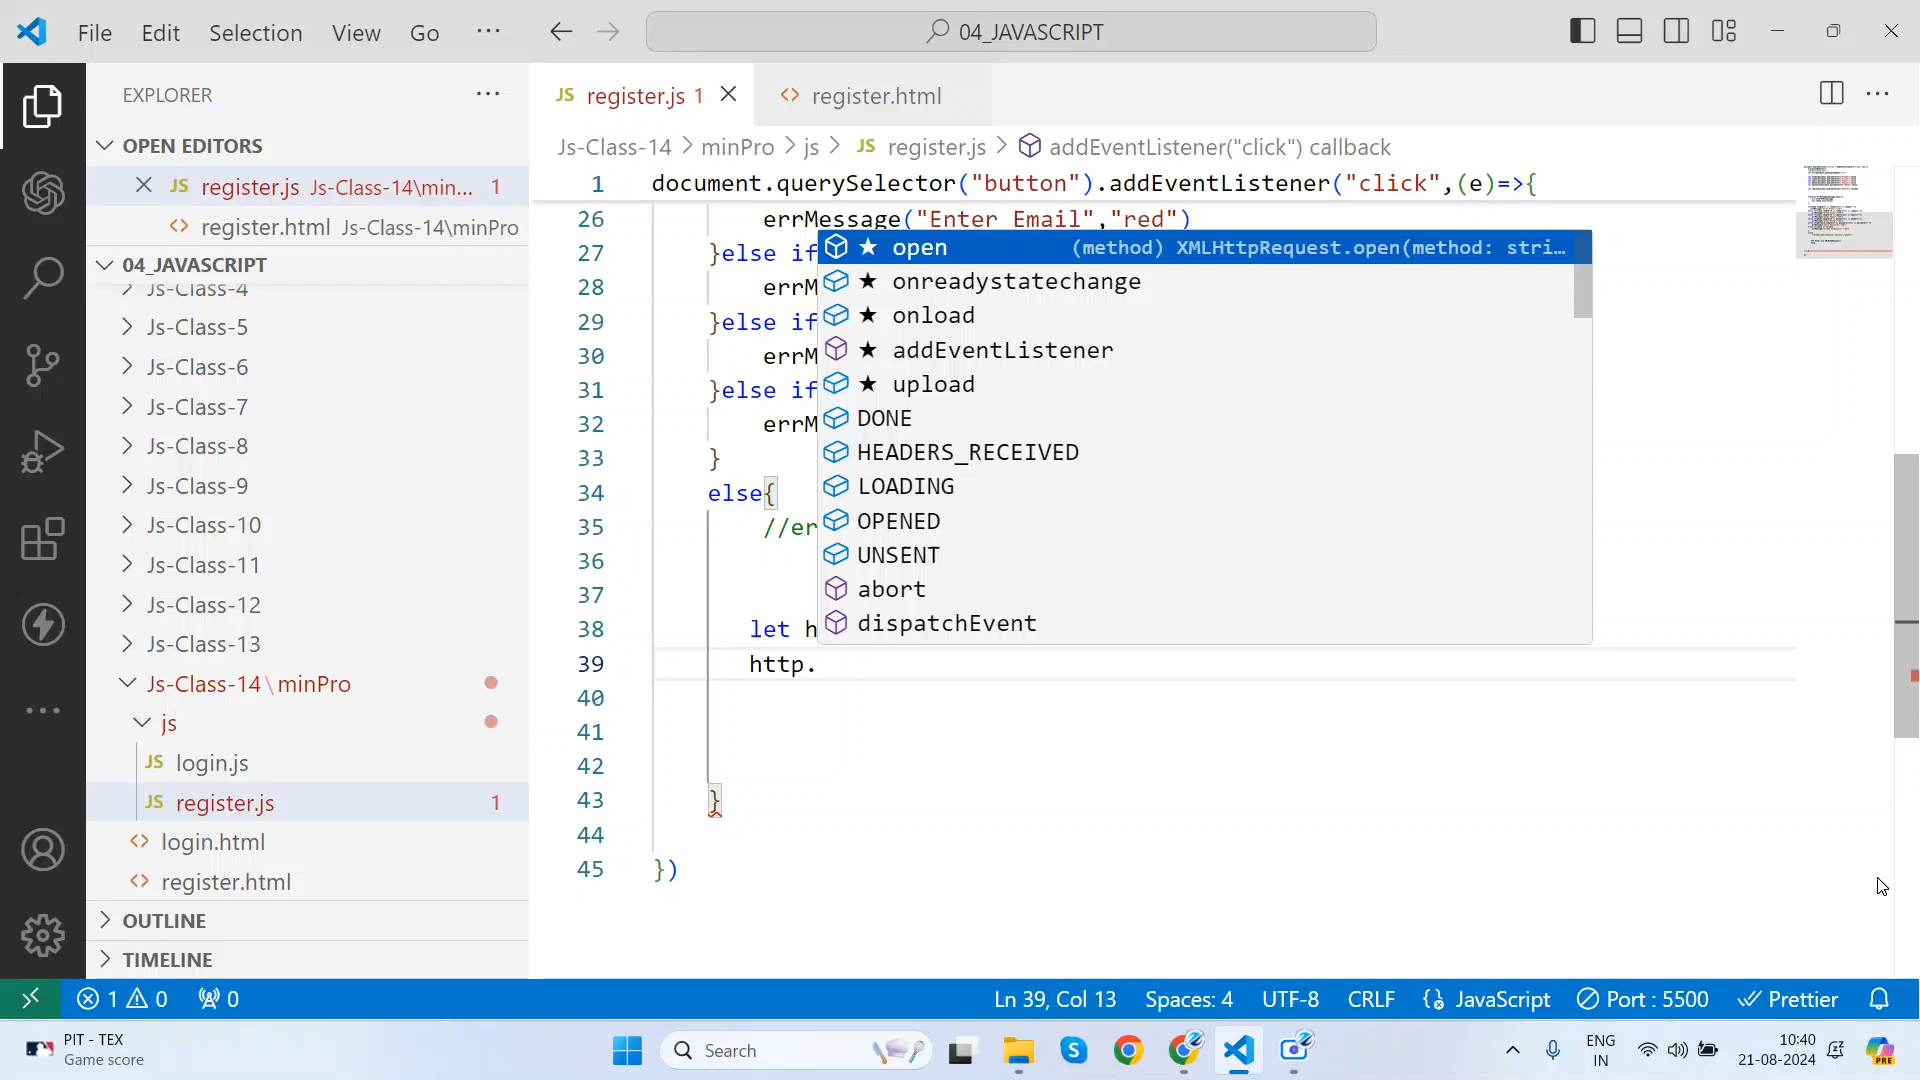 File Edit Selection View Go ···
04_JAVASCRIPT
EXPLORER
OPEN EDITORS
JS register.js Js-Class-14\min... 1
register.html Js-Class-14\minPro
04_JAVASCRIPT
Js-Class-4
Js-Class-5
Js-Class-6
Js-Class-7
Js-Class-8
Js-Class-9
Js-Class-10
Js-Class-11
Js-Class-12
Js-Class-13
Js-Class-14\minPro
js
JS login.js
JS register.js 1
login.html
register.html
OUTLINE
TIMELINE
JS register.js 1
register.html
Js-Class-14 > minPro > js > JS register.js > addEventListener("click") callback
1 document.querySelector("button").addEventListener("click",(e)=>{
26 errMessage("Enter Email","red")
27 }else if
28 errM
29 }else if
30 errM
31 }else if
32 errM
33 }
34 else{
35 //er
36
37
38 let h
39 http.
40
41
42
43 }
44
45 })
★ open (method) XMLHttpRequest.open(method: stri...
★ onreadystatechange
★ onload
★ addEventListener
★ upload
DONE
HEADERS_RECEIVED
LOADING
OPENED
UNSENT
abort
dispatchEvent
1 0 0
Ln 39, Col 13 Spaces: 4 UTF-8 CRLF JavaScript Port : 5500 Prettier
PIT - TEX
Game score
Search
ENG
IN
10:40
21-08-2024
PRE